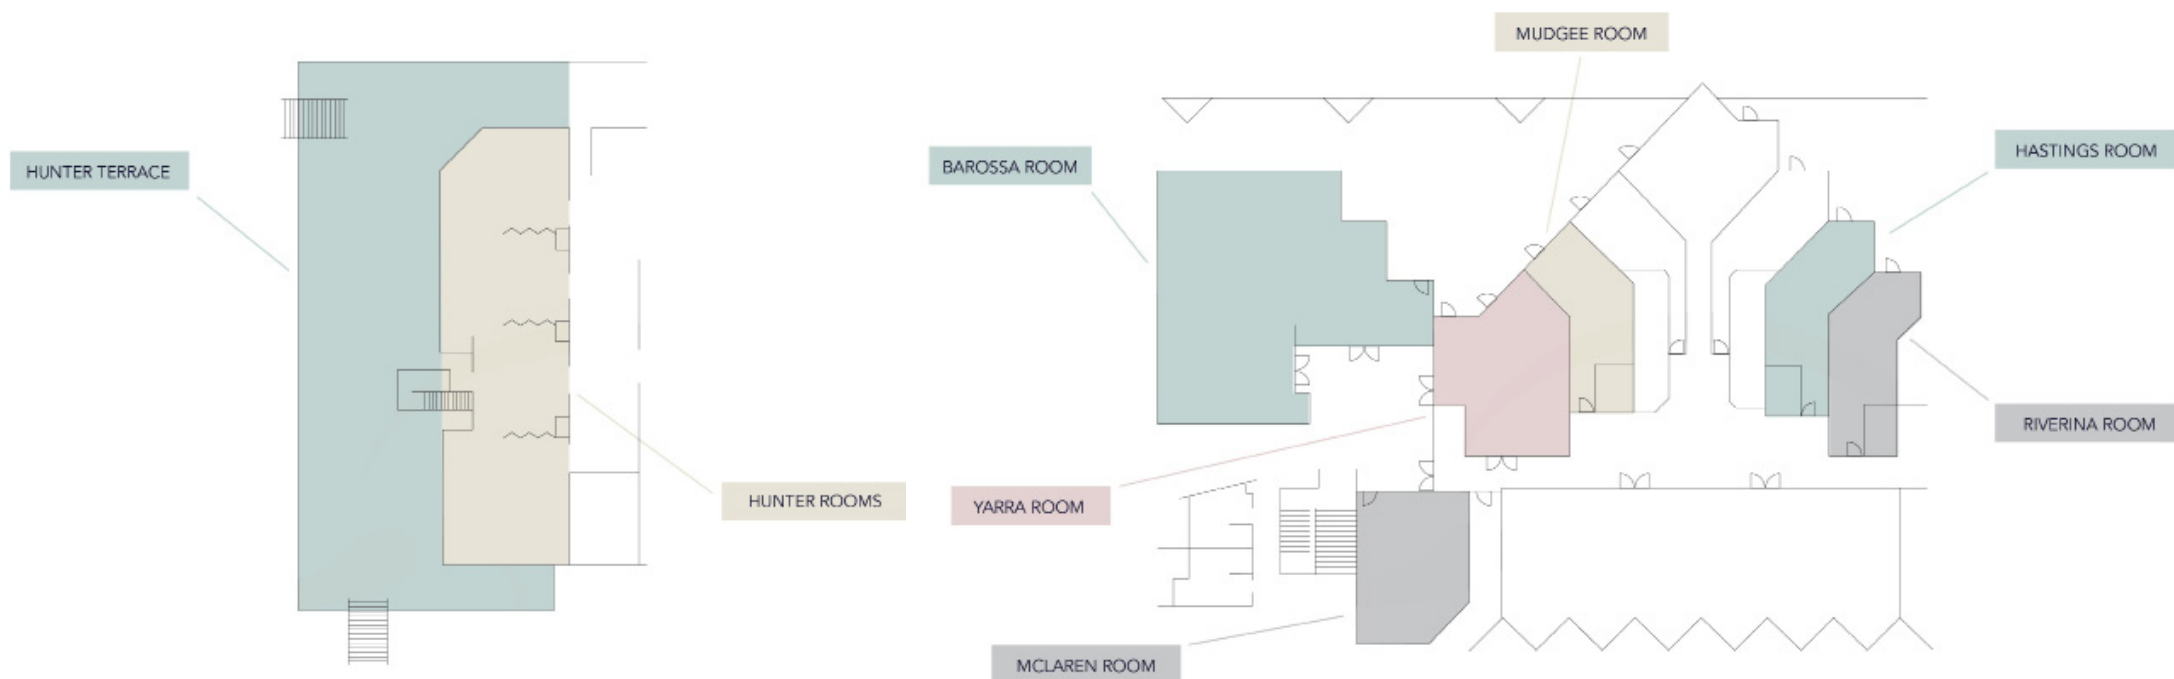 MUDGEE ROOM
HUNTER TERRACE
BAROSSA ROOM
HASTINGS ROOM
RIVERINA ROOM
HUNTER ROOMS
YARRA ROOM
MCLAREN ROOM